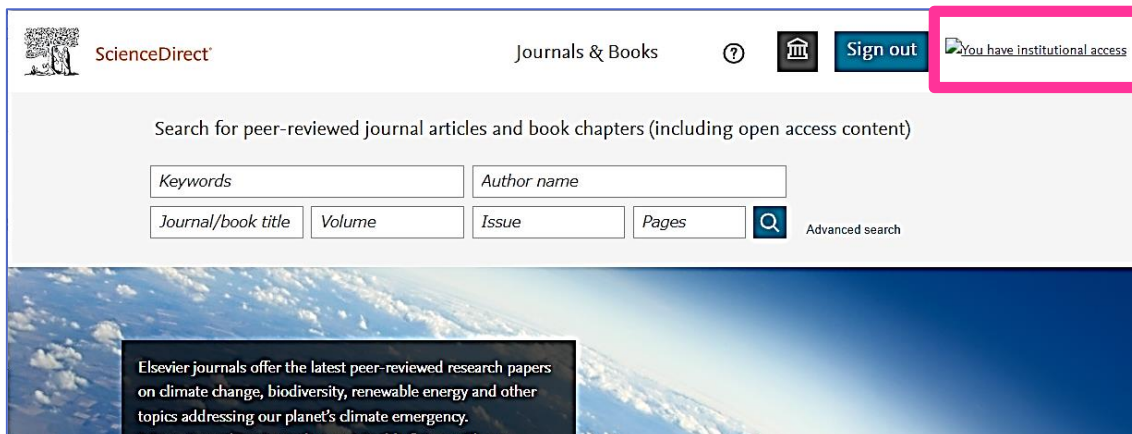 ScienceDirect®
Journals & Books
Sign out
You have institutional access
Search for peer-reviewed journal articles and book chapters (including open access content)
Keywords
Author name
Journal/book title
Volume
Issue
Pages
Advanced search
Elsevier journals offer the latest peer-reviewed research papers
on climate change, biodiversity, renewable energy and other
topics addressing our planet's climate emergency.